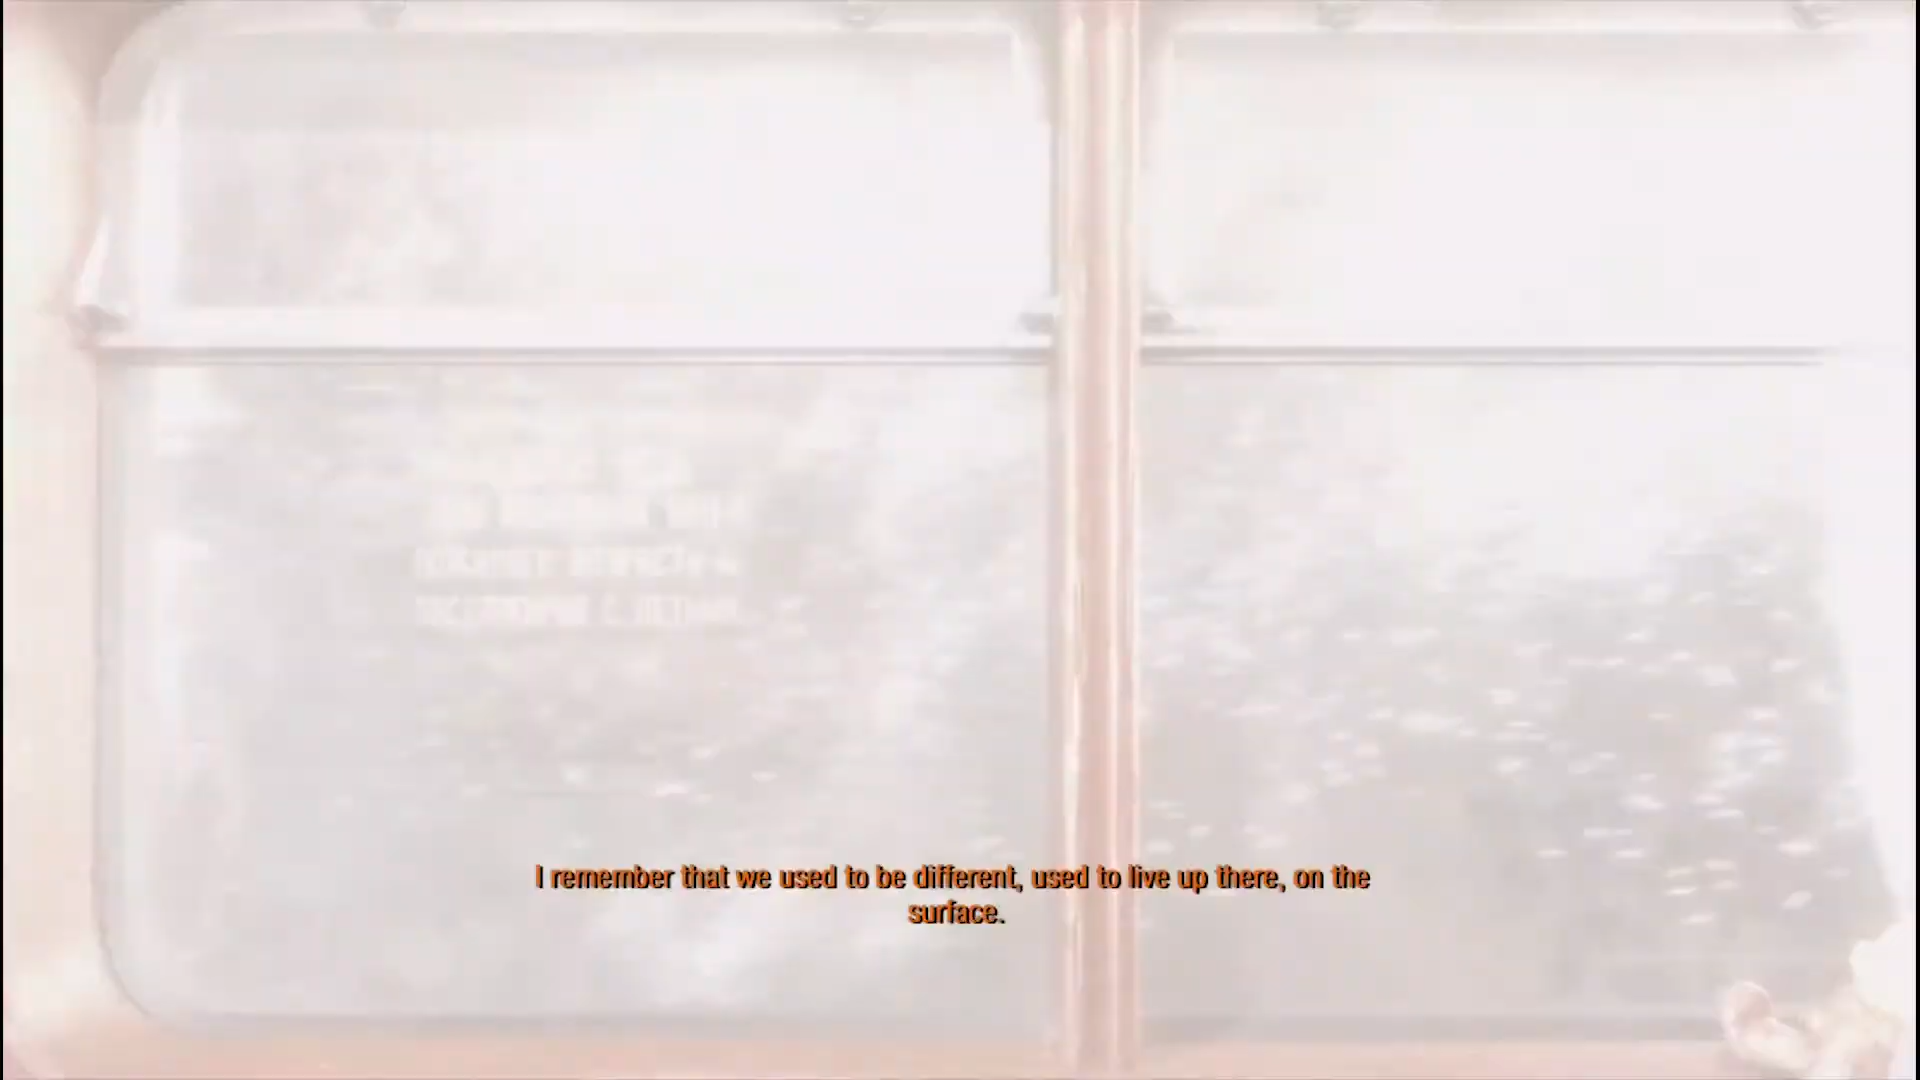 I remember that we used to be different, used to live up there, on the
surface.